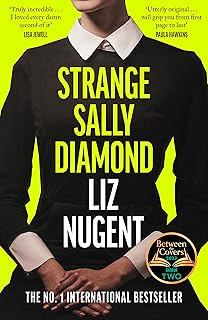 'Truly incredible . . .
I loved every damn
second of it'
LISA JEWELL
'Utterly original . . .
will grip you from first
page to last'
PAULA HAWKINS
STRANGE
SALLY
DIAMOND
LIZ
NUGENT
Between
the Covers
TWO
THE NO. 1 INTERNATIONAL BESTSELLER